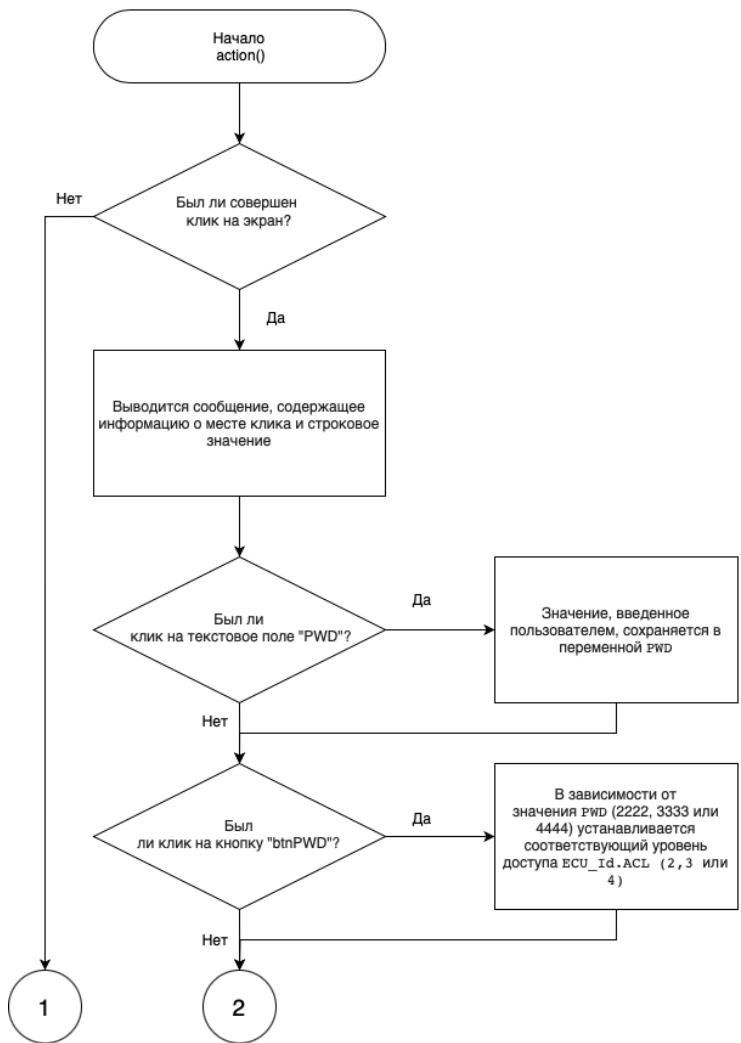 Начало
action()
Нет
Был ли совершен
клик на экран?
Да
Выводится сообщение, содержащее
информацию о месте клика и строковое
значение
Был ли
клик на текстовое поле "PWD"?
Да
Значение, введенное
пользователем, сохраняется в
переменной PWD
Нет
Был
ли клик на кнопку "btnPWD"?
Да
В зависимости от
значения PWD (2222, 3333 или
4444) устанавливается
соответствующий уровень
доступа ECU_Id.ACL (2,3 или
4)
Нет
1
2